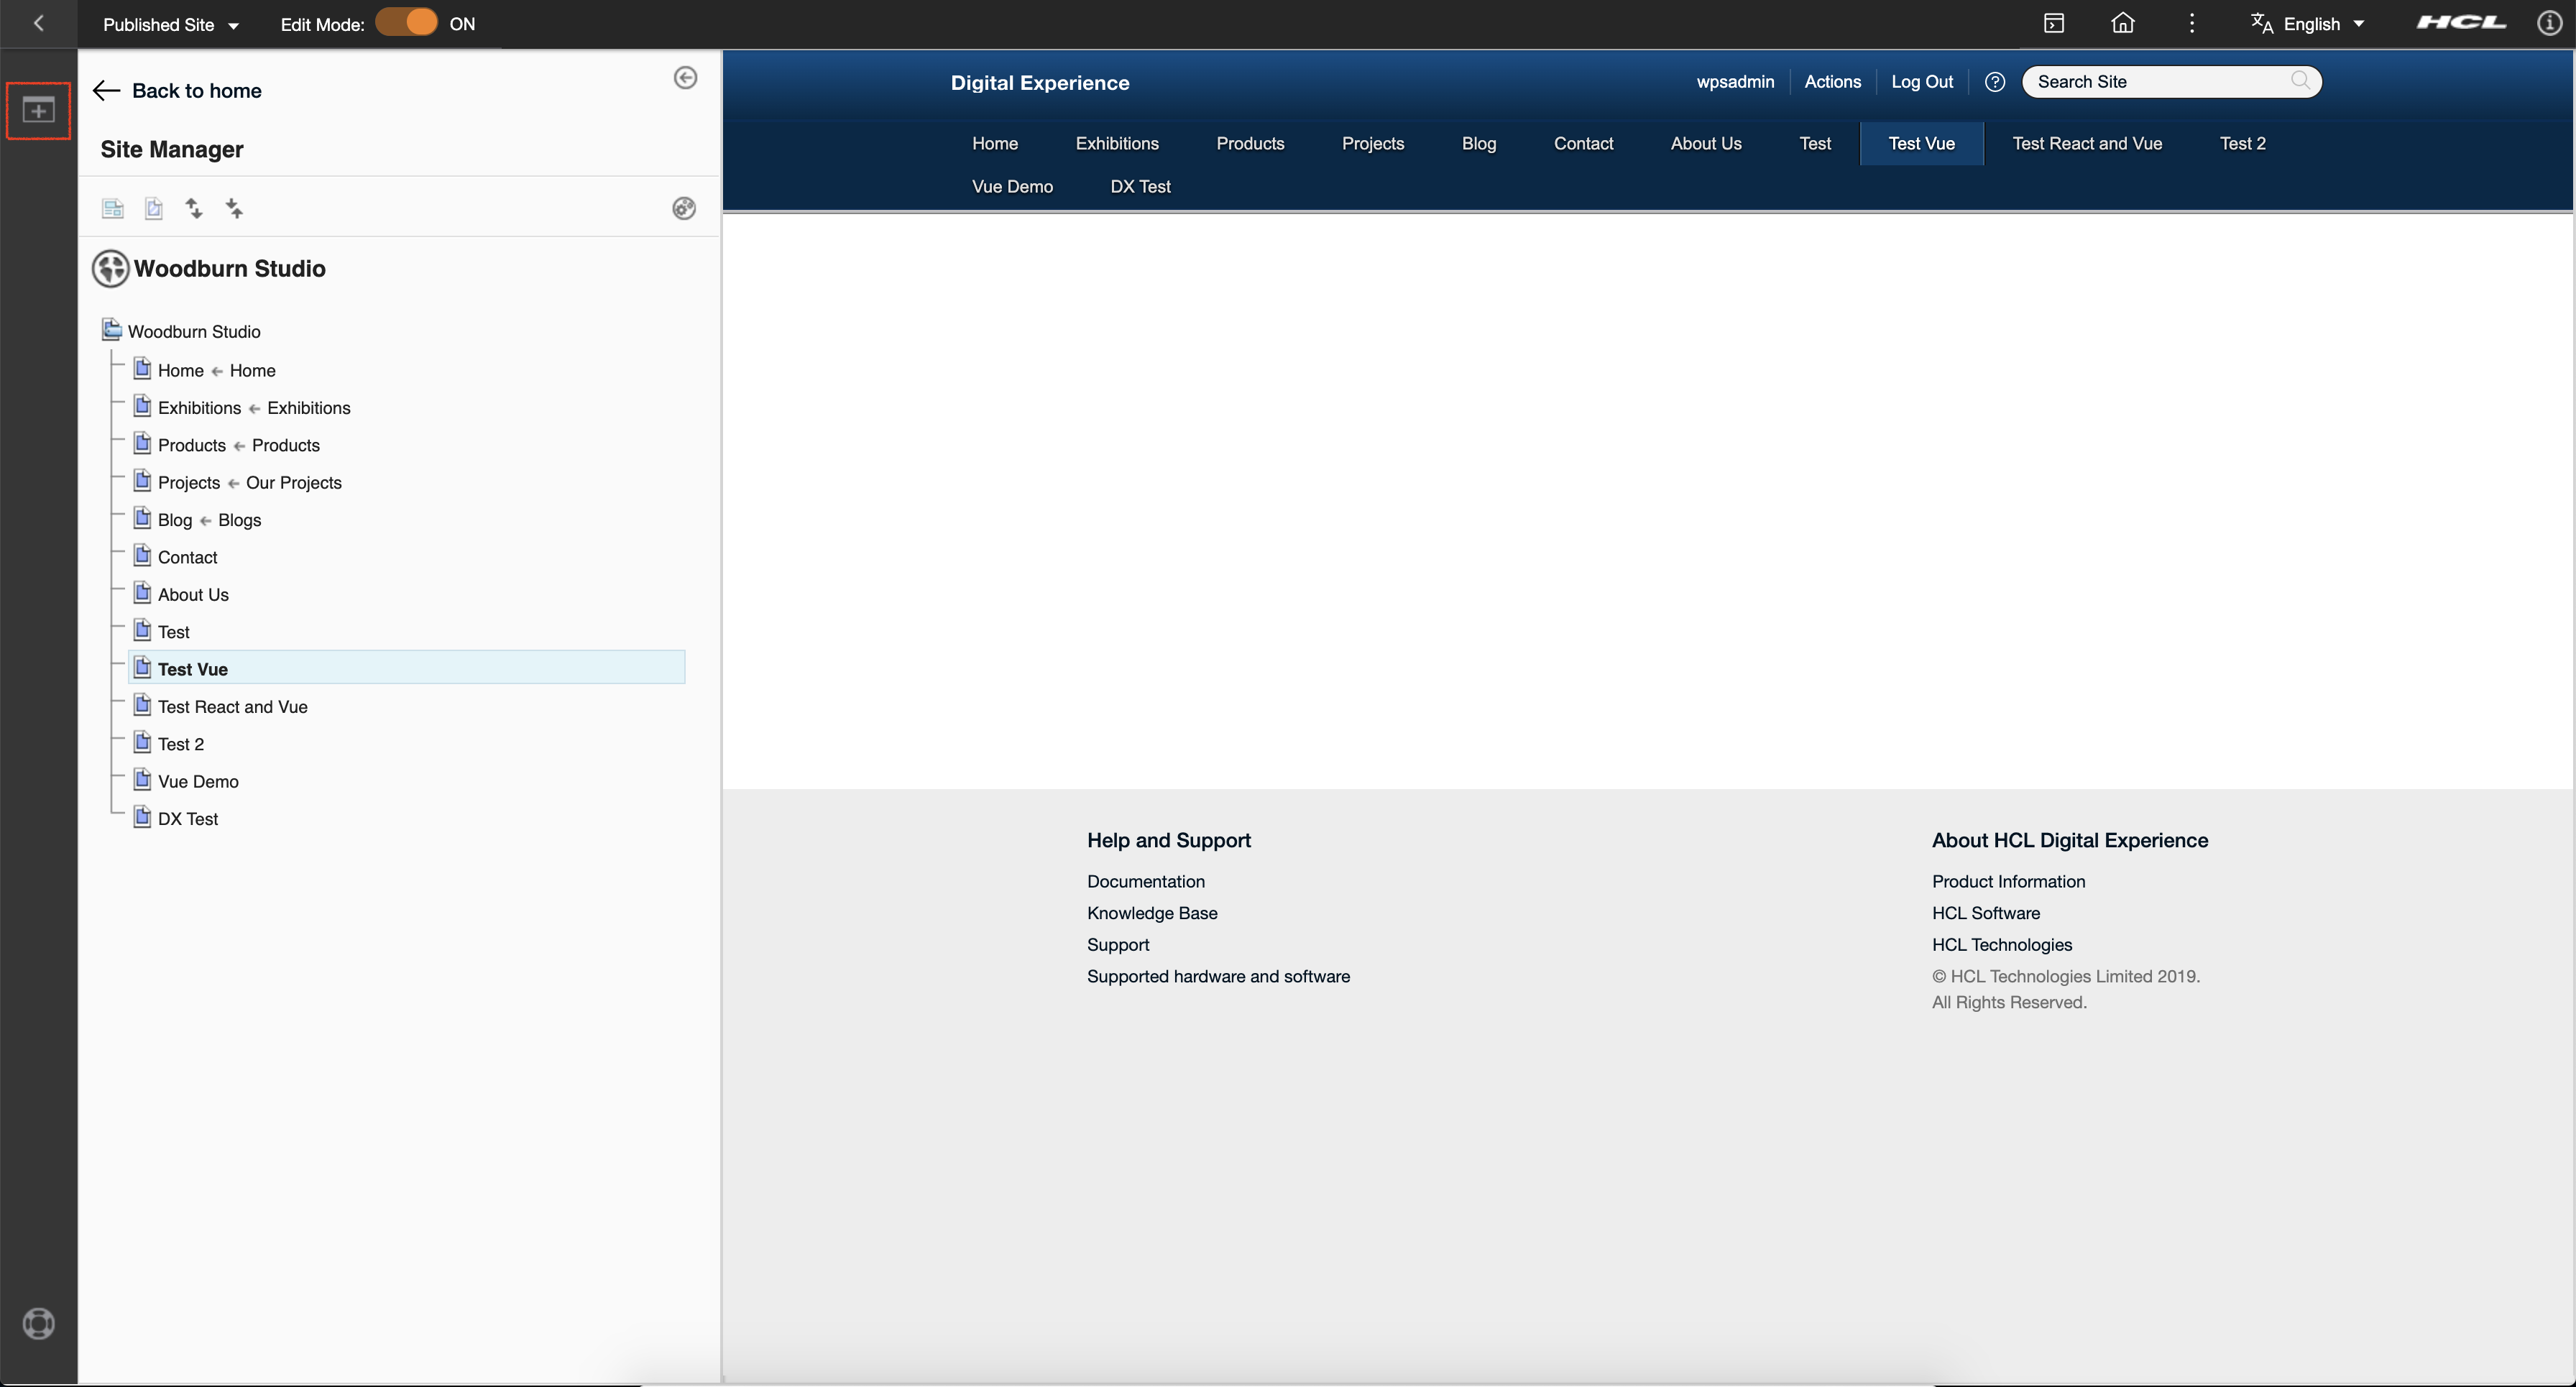 Published Site
Edit Mode: ON
English
HCL
Back to home
Site Manager
Woodburn Studio
Woodburn Studio
Home ← Home
Exhibitions ← Exhibitions
Products ← Products
Projects ← Our Projects
Blog ← Blogs
Contact
About Us
Test
Test Vue
Test React and Vue
Test 2
Vue Demo
DX Test
Digital Experience
wpsadmin
Actions
Log Out
Search Site
Home Exhibitions Products Projects Blog Contact About Us Test Test Vue Test React and Vue Test 2
Vue Demo DX Test
Help and Support
Documentation
Knowledge Base
Support
Supported hardware and software
About HCL Digital Experience
Product Information
HCL Software
HCL Technologies
© HCL Technologies Limited 2019.
All Rights Reserved.